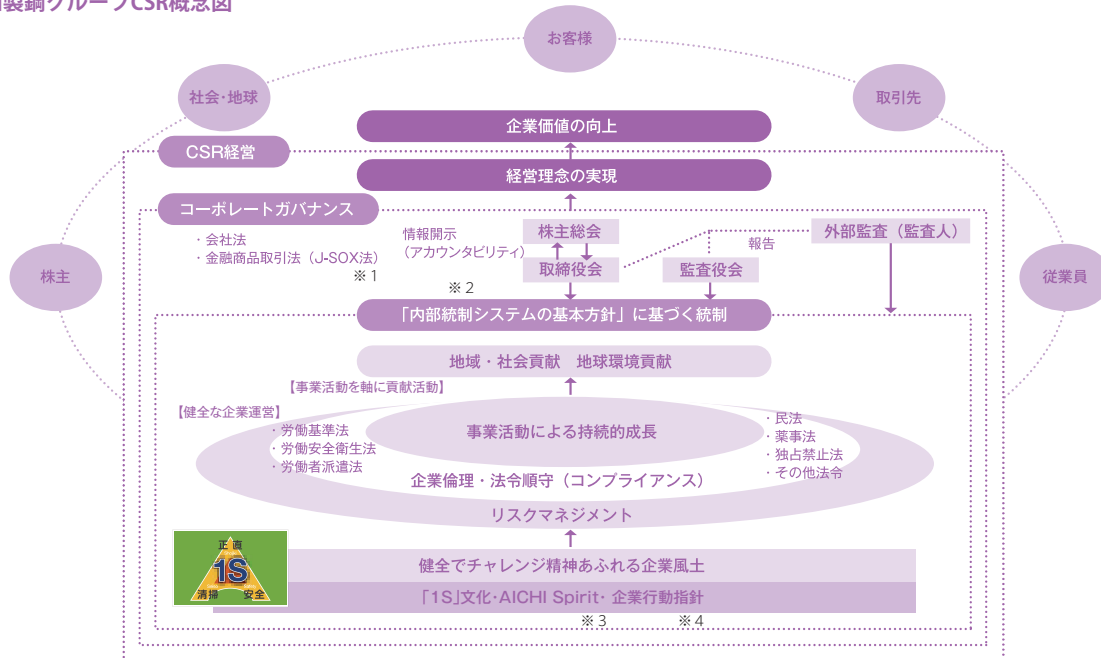 製鋼グループCSR概念図
お客様
社会・地球
取引先
企業価値の向上
CSR経営
経営理念の実現
コーポレートガバナンス
・会社法
・金融商品取引法（J-SOX法）
※1
情報開示
（アカウンタビリティ）
※2
株主総会
取締役会
監査役会
報告
外部監査（監査人）
株主
従業員
「内部統制システムの基本方針」に基づく統制
地域・社会貢献　地球環境貢献
【事業活動を軸に貢献活動】
【健全な企業運営】
・労働基準法
・労働安全衛生法
・労働者派遣法
事業活動による持続的成長
・民法
・薬事法
・独占禁止法
・その他法令
企業倫理・法令順守（コンプライアンス）
リスクマネジメント
正直
1S
清掃　安全
健全でチャレンジ精神あふれる企業風土
「1S」文化・AICHI Spirit・企業行動指針
※3
※4